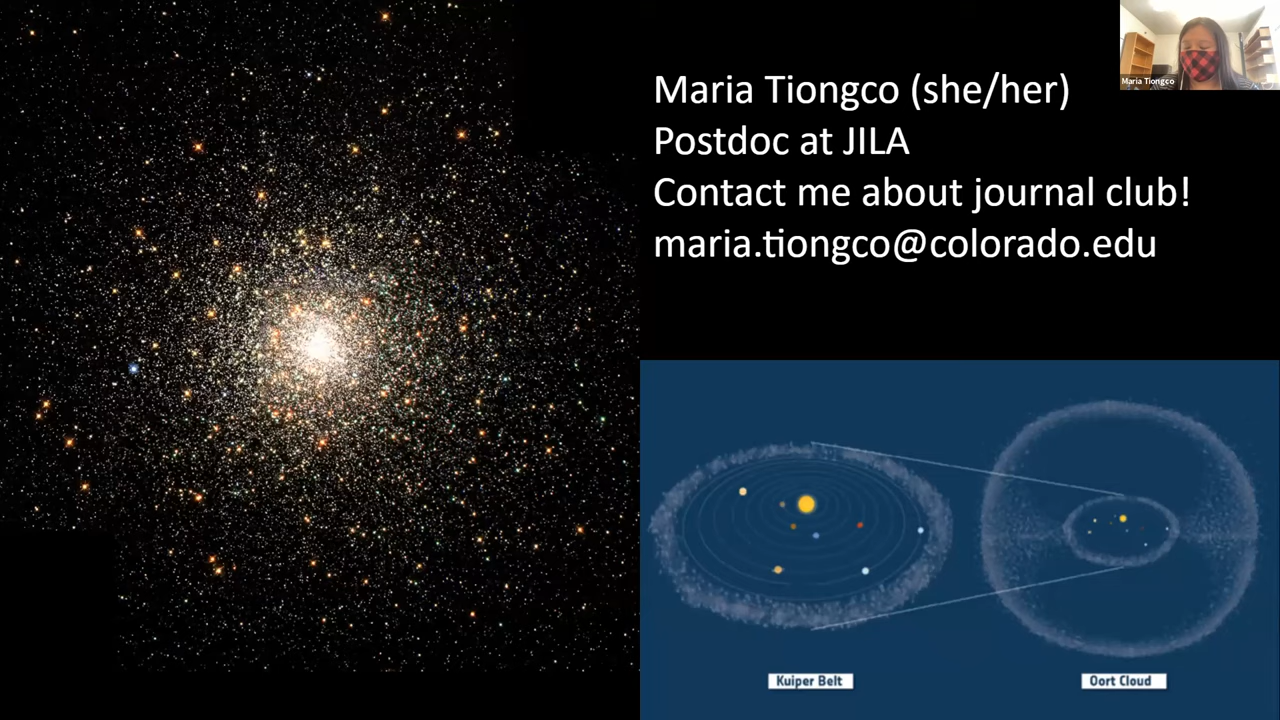 Maria Tiongco (she/her)
Postdoc at JILA
Contact me about journal club!
maria.tiongco@colorado.edu
Maria Tiongco
Kuiper Belt
Oort Cloud